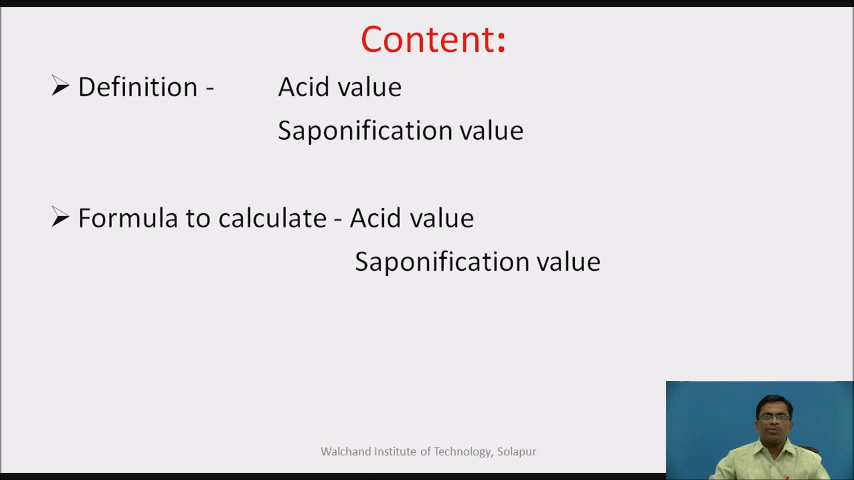 Content:
➢ Definition - Acid value
Saponification value
➢ Formula to calculate - Acid value
Saponification value
Walchand Institute of Technology, Solapur